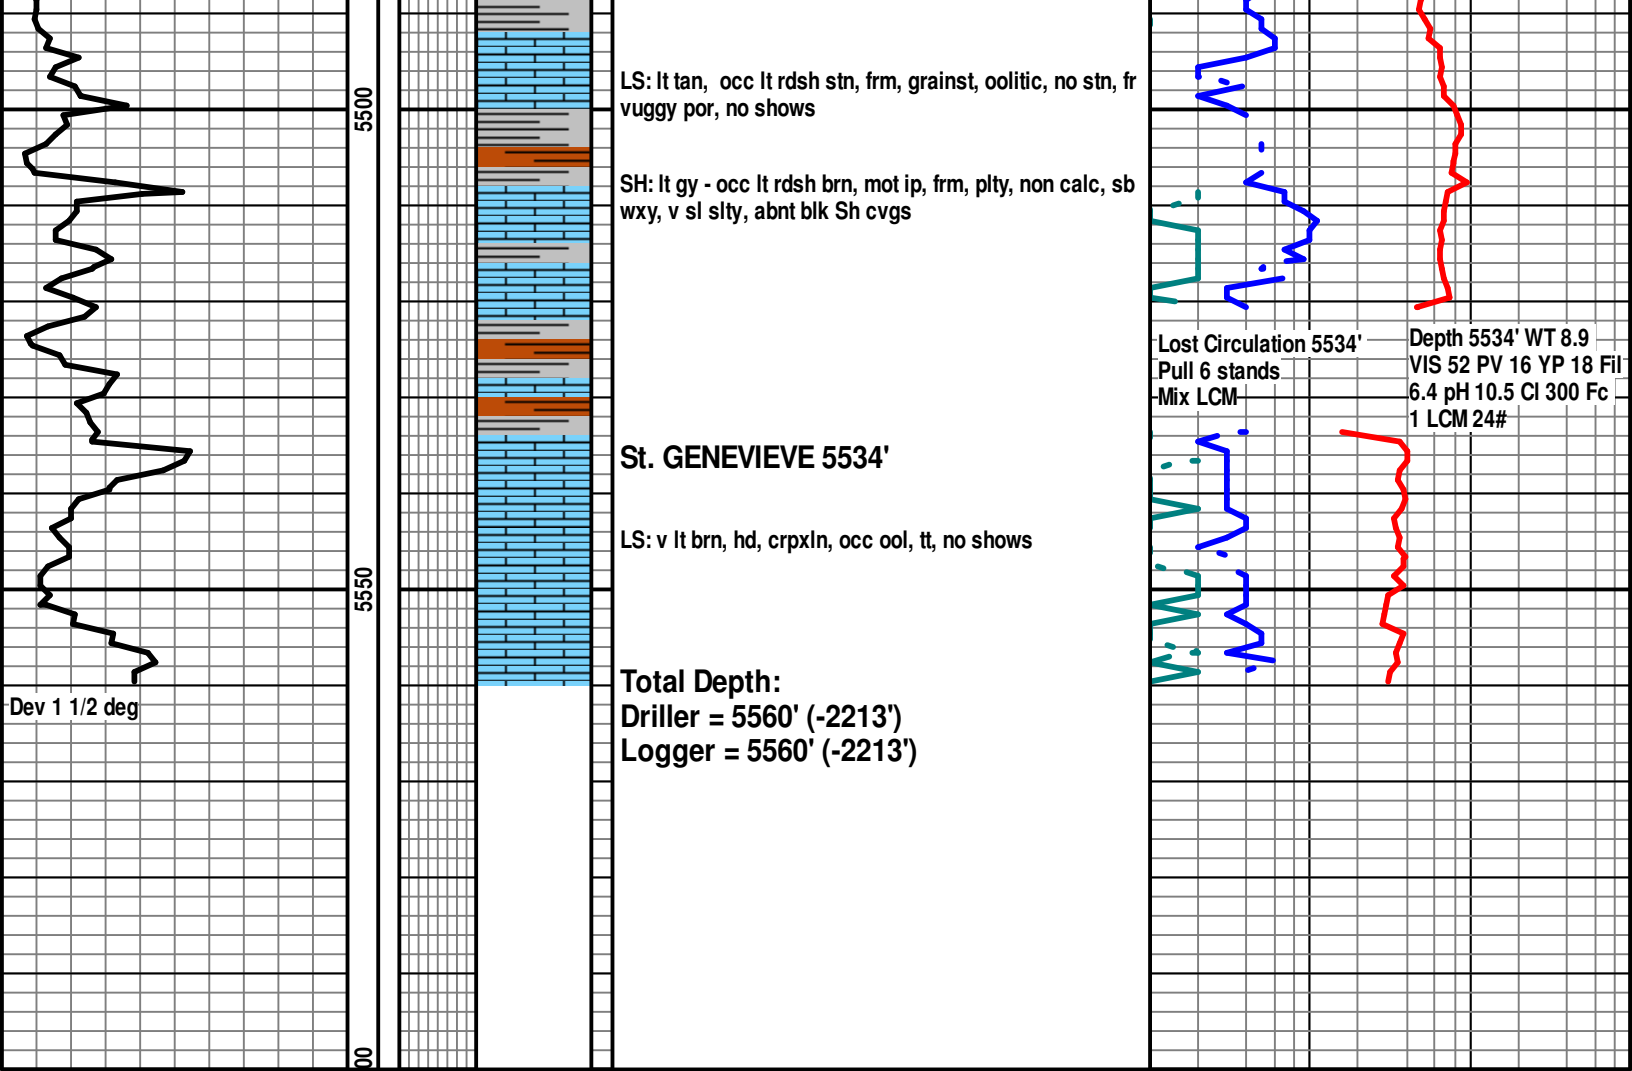 5500
LS: lt tan, occ lt rdsh stn, frm, grainst, oolitic, no stn, fr
vuggy por, no shows
SH: lt gy - occ lt rdsh brn, mot ip, frm, plty, non calc, sb
wxy, v sl slty, abnt blk Sh cvgs
Lost Circulation 5534'
Pull 6 stands
Mix LCM
Depth 5534' WT 8.9
VIS 52 PV 16 YP 18 Fil
6.4 pH 10.5 Cl 300 Fc
1 LCM 24#
St. GENEVIEVE 5534'
LS: v lt brn, hd, crpxln, occ ool, tt, no shows
5550
Total Depth:
Driller = 5560' (-2213')
Logger = 5560' (-2213')
Dev 1 1/2 deg